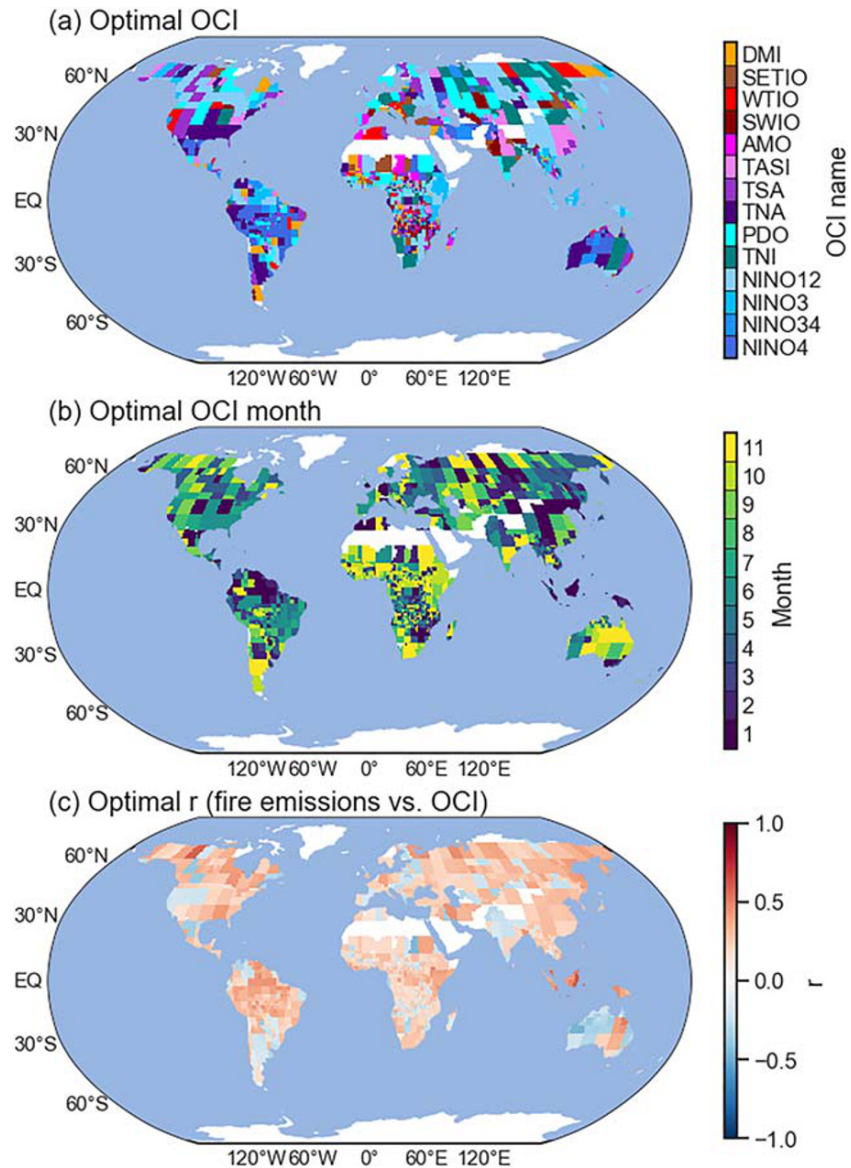 (a) Optimal OCI
60°N
30°N
EQ
30°S
60°S
120°W 60°W 0° 60°E 120°E
DMI
SETIO
WTIO
SWIO
AMO
TASI
TSA
TNA
PDO
TNI
NINO12
NINO3
NINO34
NINO4
OCI name
(b) Optimal OCI month
60°N
30°N
EQ
30°S
60°S
120°W 60°W 0° 60°E 120°E
11
10
9
8
7
6
5
4
3
2
1
Month
(c) Optimal r (fire emissions vs. OCI)
60°N
30°N
EQ
30°S
60°S
120°W 60°W 0° 60°E 120°E
1.0
0.5
0.0
−0.5
−1.0
r